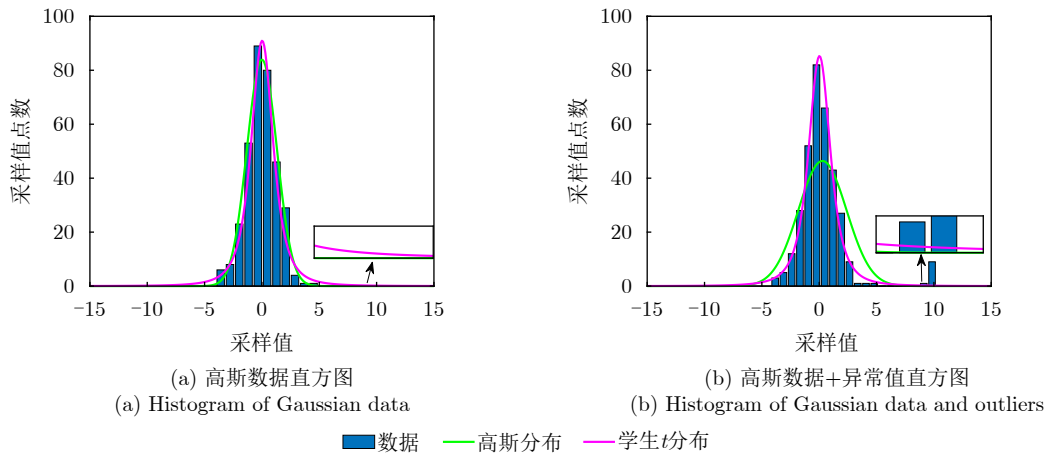 100
80
60
40
20
0
采样值点数
−15 −10 −5 0 5 10 15
采样值
(a) 高斯数据直方图
(a) Histogram of Gaussian data
100
80
60
40
20
0
采样值点数
−15 −10 −5 0 5 10 15
采样值
(b) 高斯数据+异常值直方图
(b) Histogram of Gaussian data and outliers
数据 高斯分布 学生t分布